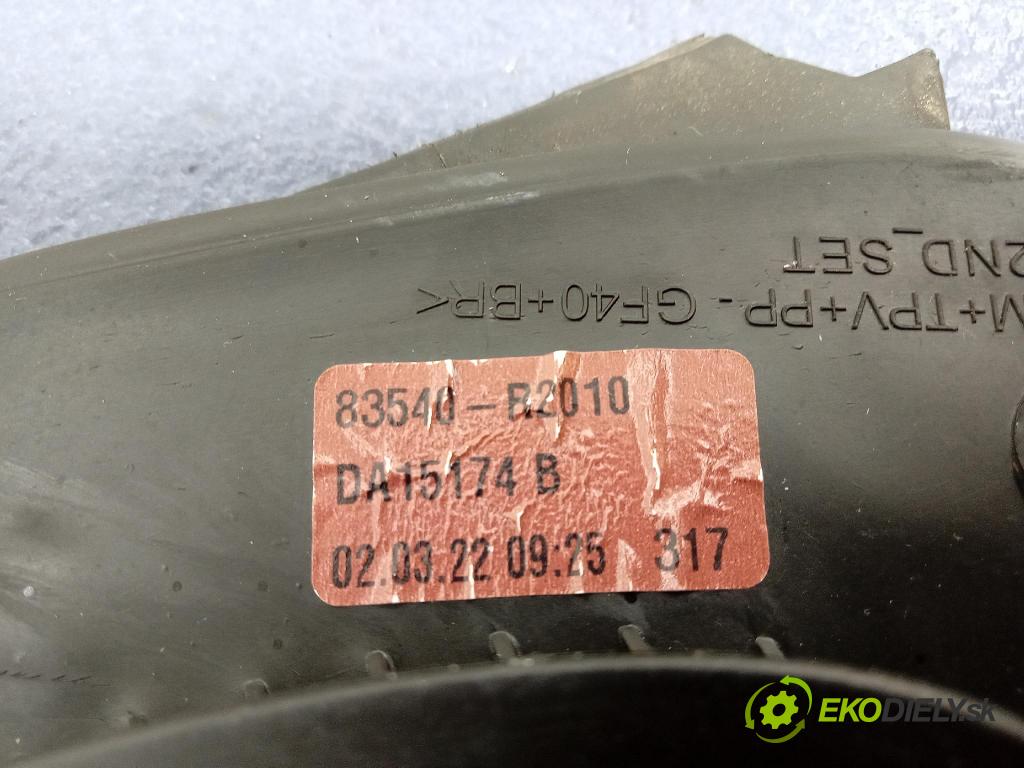 2ND_SET
M+TPV+PP - GF40+BR<
83540-B2010
DA15174 B
02.03.22 09:25 317
EKODIELY.sk